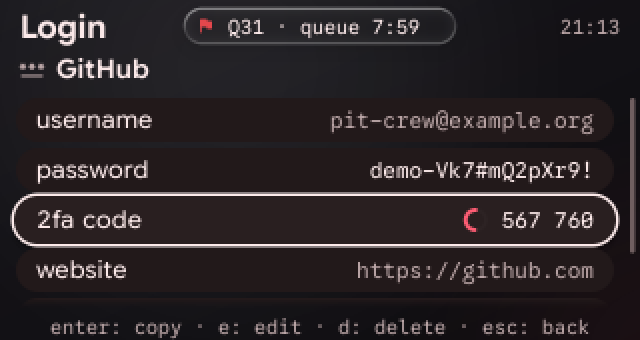 Login
Q31 · queue 7:59
21:13
GitHub
username pit-crew@example.org
password demo-Vk7#mQ2pXr9!
2fa code 567 760
website https://github.com
enter: copy · e: edit · d: delete · esc: back